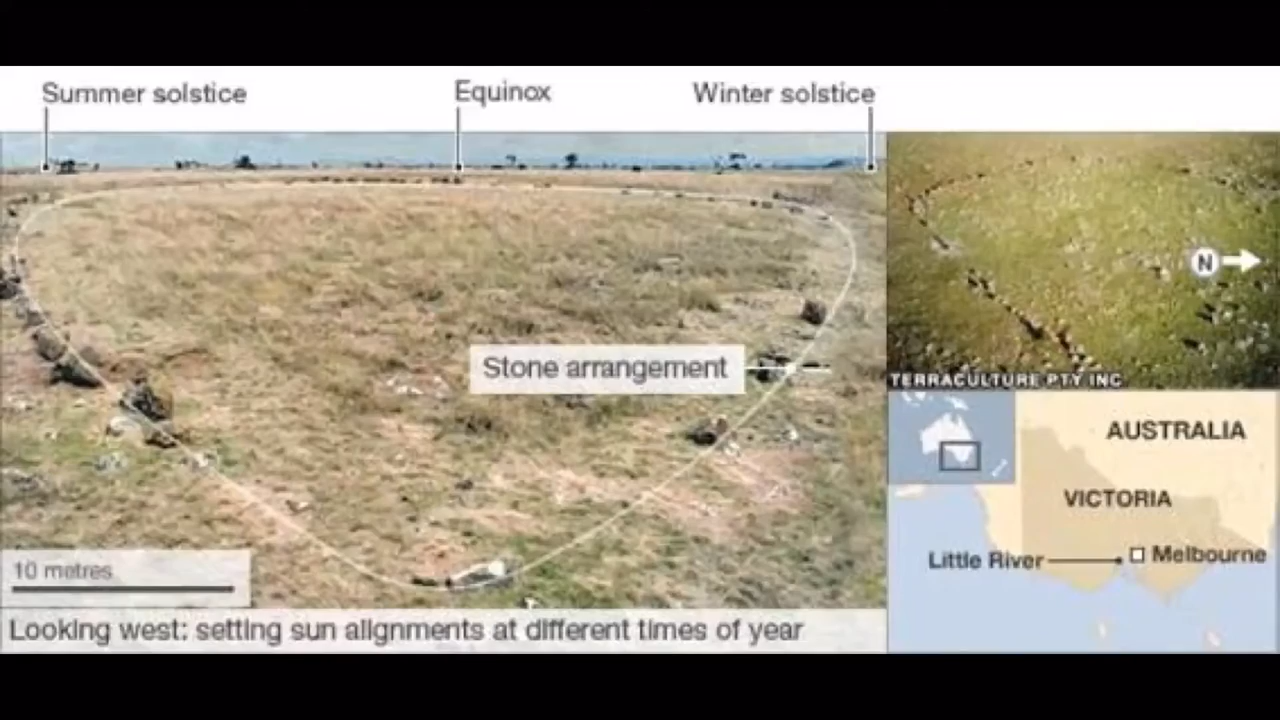 Summer solstice
Equinox
Winter solstice
Stone arrangement
10 metres
Looking west: setting sun alignments at different times of year
N
TERRACULTURE PTY INC
AUSTRALIA
VICTORIA
Little River
Melbourne